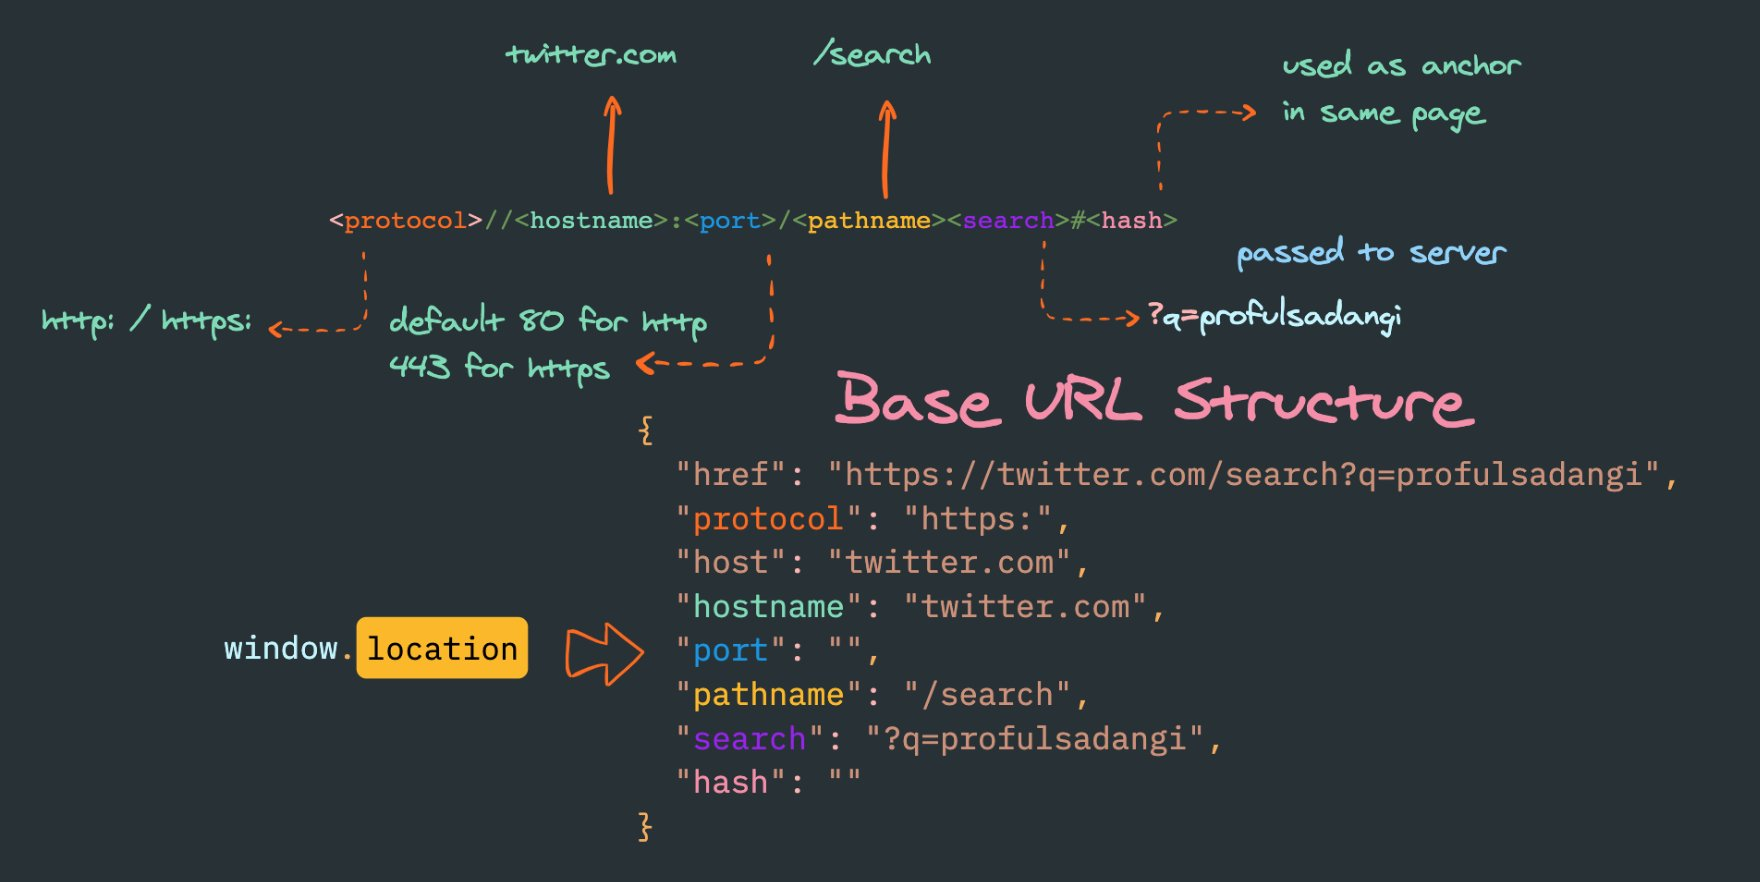 twitter.com
/search
used as anchor
in same page
<protocol>//<hostname>:<port>/<pathname><search>#<hash>
passed to server
http: / https:
default 80 for http
443 for https
?q=profulsadangi
Base URL Structure
{
"href": "https://twitter.com/search?q=profulsadangi",
"protocol": "https:",
"host": "twitter.com",
"hostname": "twitter.com",
window.location
"port": "",
"pathname": "/search",
"search": "?q=profulsadangi",
"hash": ""
}